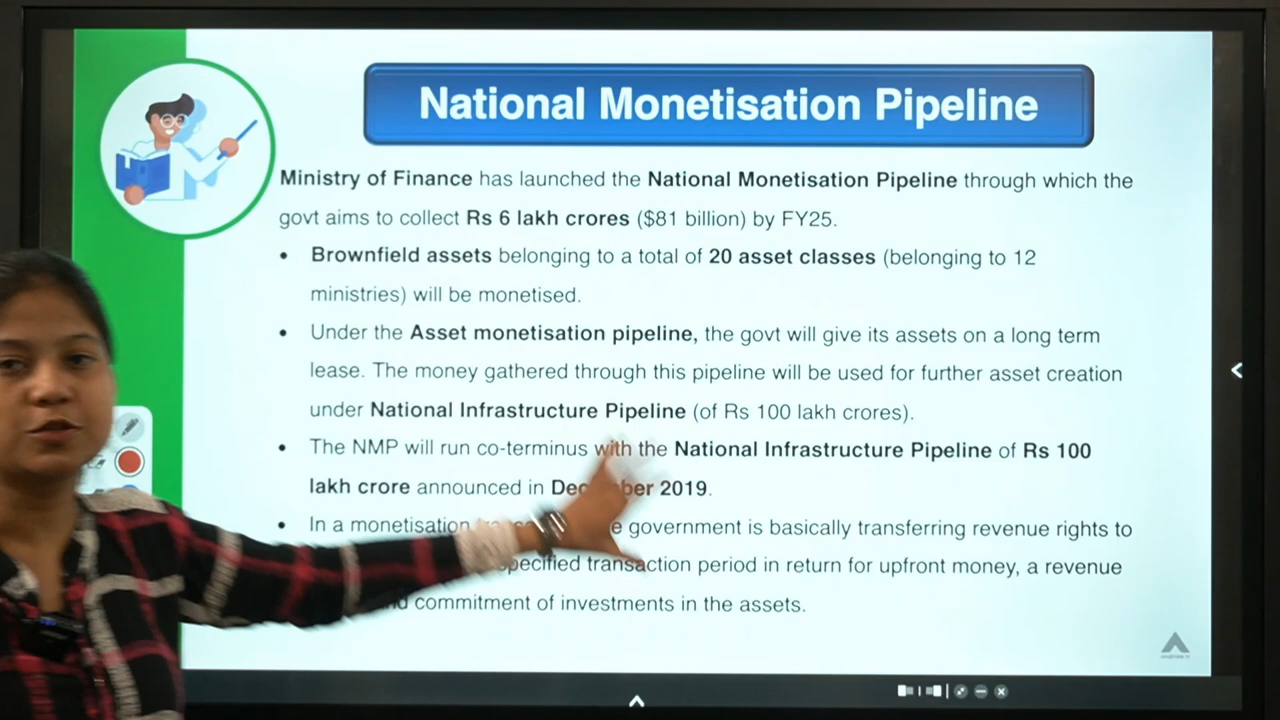 National Monetisation Pipeline
Ministry of Finance has launched the National Monetisation Pipeline through which the
govt aims to collect Rs 6 lakh crores ($81 billion) by FY25.
• Brownfield assets belonging to a total of 20 asset classes (belonging to 12
ministries) will be monetised.
• Under the Asset monetisation pipeline, the govt will give its assets on a long term
lease. The money gathered through this pipeline will be used for further asset creation
under National Infrastructure Pipeline (of Rs 100 lakh crores).
• The NMP will run co-terminus with the National Infrastructure Pipeline of Rs 100
lakh crore announced in December 2019.
• In a monetisation government is basically transferring revenue rights to
specified transaction period in return for upfront money, a revenue
commitment of investments in the assets.